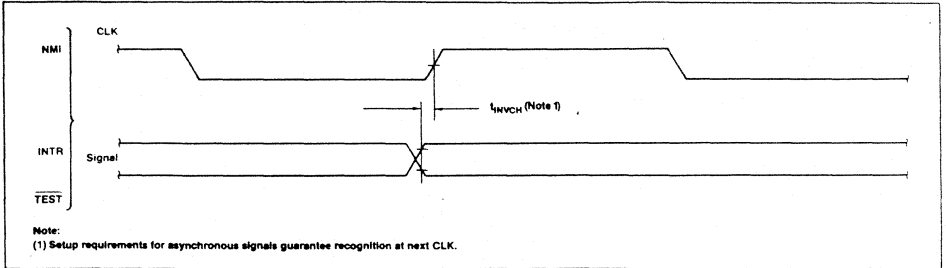 CLK
NMI
tINVCH (Note 1)
INTR
Signal
TEST
Note:
(1) Setup requirements for asynchronous signals guarantee recognition at next CLK.